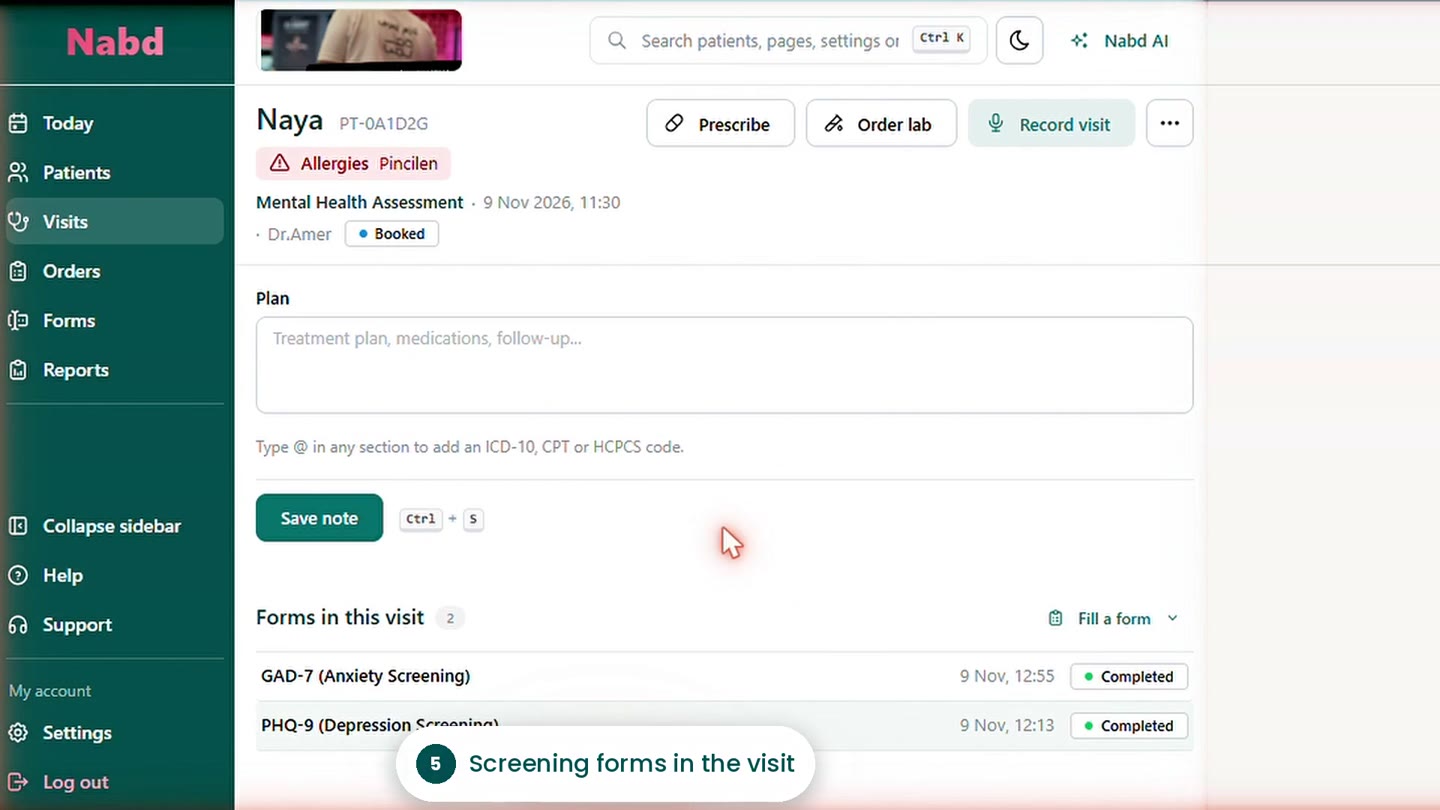 Nabd
Search patients, pages, settings or
Ctrl K
Nabd AI
Today
Patients
Visits
Orders
Forms
Reports
Collapse sidebar
Help
Support
My account
Settings
Log out
Naya PT-0A1D2G
Prescribe
Order lab
Record visit
Allergies Pincilen
Mental Health Assessment · 9 Nov 2026, 11:30
· Dr.Amer
Booked
Plan
Treatment plan, medications, follow-up...
Type @ in any section to add an ICD-10, CPT or HCPCS code.
Save note
Ctrl + S
Forms in this visit 2
Fill a form
GAD-7 (Anxiety Screening) 9 Nov, 12:55 Completed
PHQ-9 (Depression Screening) 9 Nov, 12:13 Completed
5 Screening forms in the visit